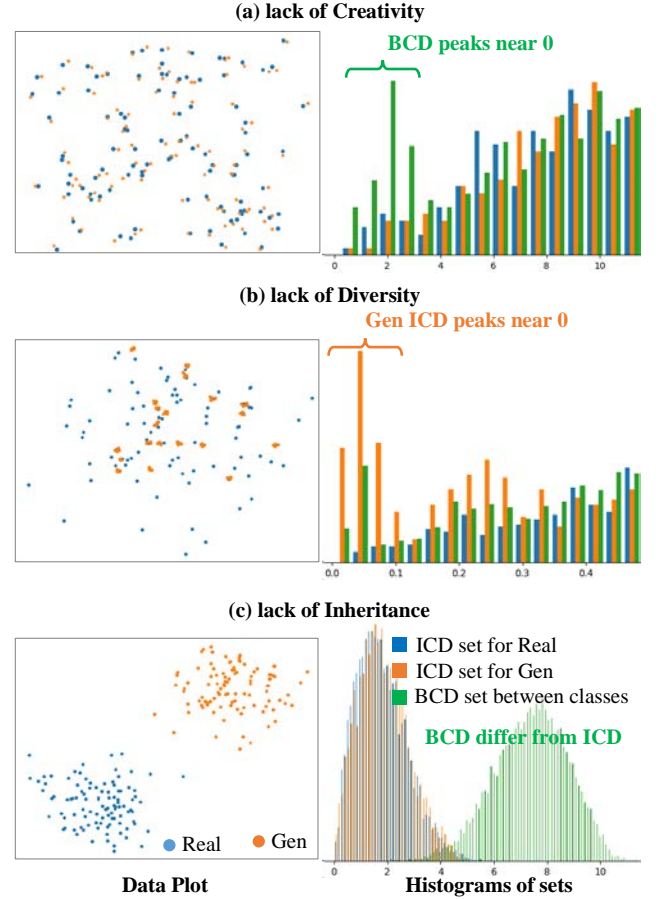 (a) lack of Creativity
BCD peaks near 0
0 2 4 6 8 10
(b) lack of Diversity
Gen ICD peaks near 0
0.0 0.1 0.2 0.3 0.4
(c) lack of Inheritance
ICD set for Real
ICD set for Gen
BCD set between classes
BCD differ from ICD
Real Gen
0 2 4 6 8 10
Data Plot Histograms of sets